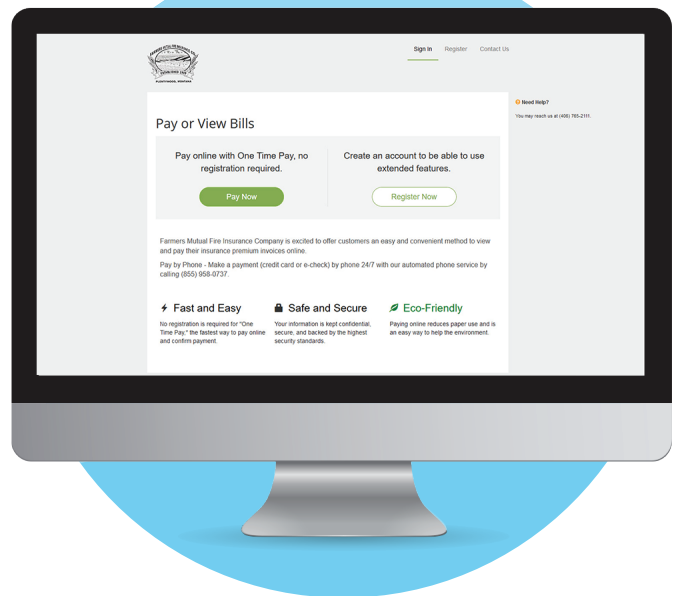 Sign In Register Contact Us
Need Help?
You may reach us at (406) 765-2111.
Pay or View Bills
Pay online with One Time Pay, no
registration required.
Pay Now
Create an account to be able to use
extended features.
Register Now
Farmers Mutual Fire Insurance Company is excited to offer customers an easy and convenient method to view
and pay their insurance premium invoices online.
Pay by Phone - Make a payment (credit card or e-check) by phone 24/7 with our automated phone service by
calling (855) 958-0737.
Fast and Easy
No registration is required for "One
Time Pay," the fastest way to pay online
and confirm payment.
Safe and Secure
Your information is kept confidential,
secure, and backed by the highest
security standards.
Eco-Friendly
Paying online reduces paper use and is
an easy way to help the environment.